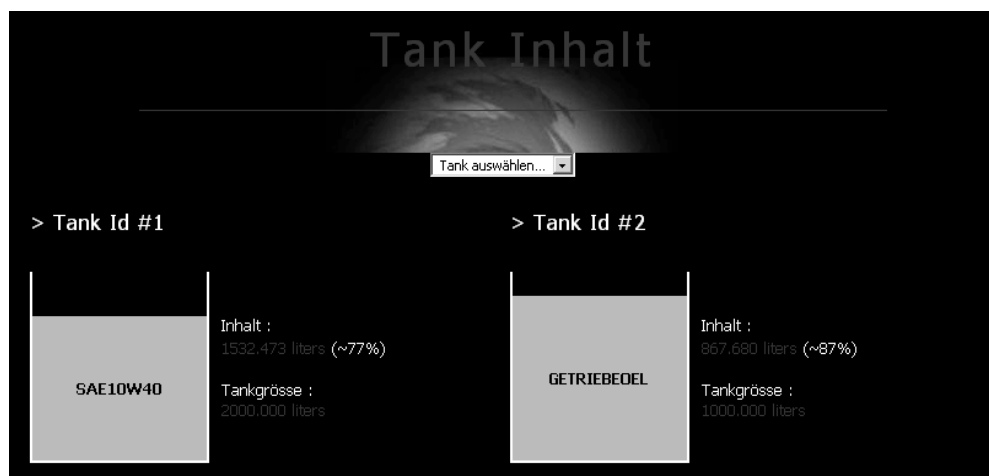 Tank Inhalt
Tank auswählen...
> Tank Id #1
Inhalt :
1532.473 liters (~77%)
SAE10W40
Tankgrösse :
2000.000 liters
> Tank Id #2
Inhalt :
867.680 liters (~87%)
GETRIEBEOEL
Tankgrösse :
1000.000 liters